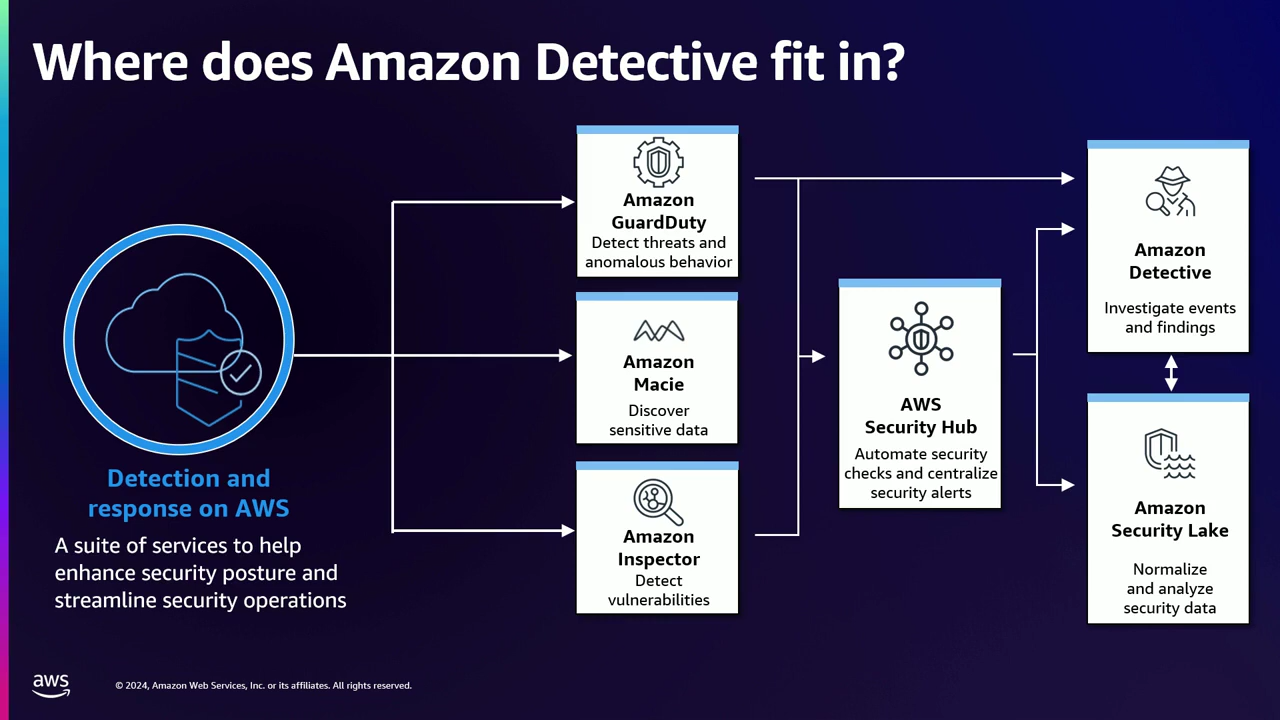 Where does Amazon Detective fit in?
Amazon
GuardDuty
Detect threats and
anomalous behavior
Amazon
Macie
Discover
sensitive data
Amazon
Inspector
Detect
vulnerabilities
AWS
Security Hub
Automate security
checks and centralize
security alerts
Amazon
Detective
Investigate events
and findings
Amazon
Security Lake
Normalize
and analyze
security data
Detection and
response on AWS
A suite of services to help
enhance security posture and
streamline security operations
aws
© 2024, Amazon Web Services, Inc. or its affiliates. All rights reserved.